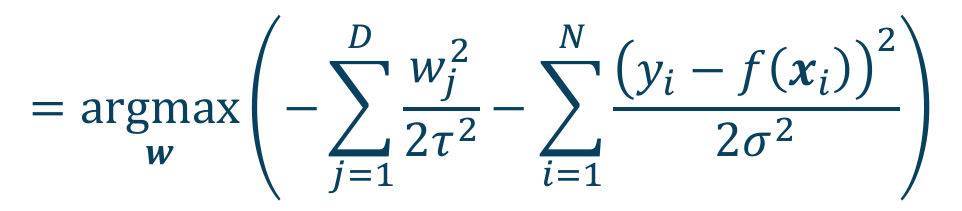 = argmax_𝒘 ( − ∑_{j=1}^{D} w_j^2 / 2τ^2 − ∑_{i=1}^{N} (y_i − f(𝒙_i))^2 / 2σ^2 )